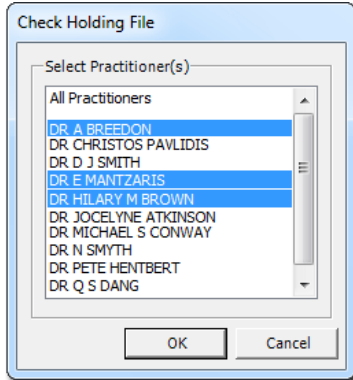 Check Holding File
Select Practitioner(s)
All Practitioners
DR A BREEDON
DR CHRISTOS PAVLIDIS
DR D J SMITH
DR E MANTZARIS
DR HILARY M BROWN
DR JOCELYNE ATKINSON
DR MICHAEL S CONWAY
DR N SMYTH
DR PETE HENTBERT
DR Q S DANG
OK Cancel